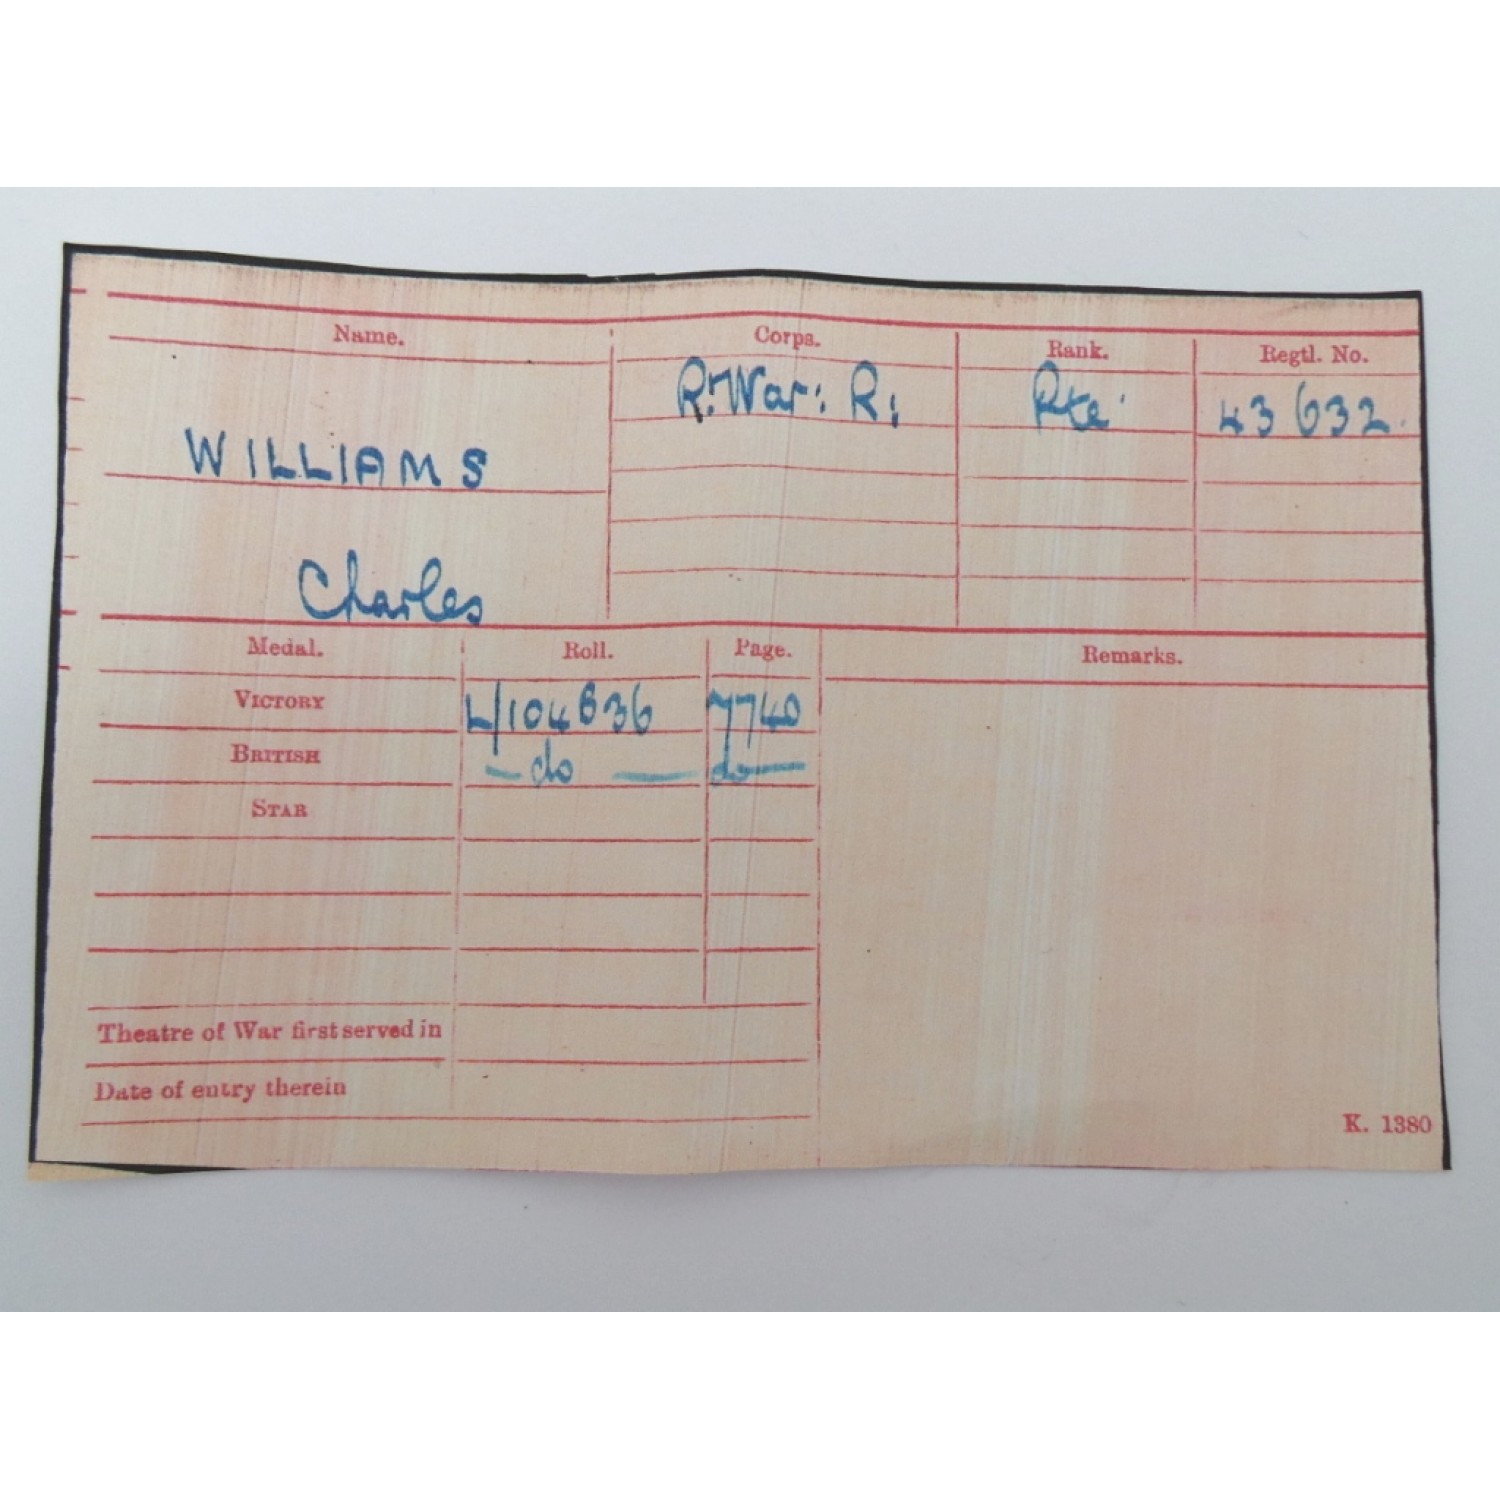 Name. Corps. Rank. Regtl. No.
R. War: R: Pte. 43632.
WILLIAMS
Charles
Medal. Roll. Page. Remarks.
VICTORY L/104B36 7740
BRITISH — do — do —
STAR
Theatre of War first served in
Date of entry therein
K. 1380